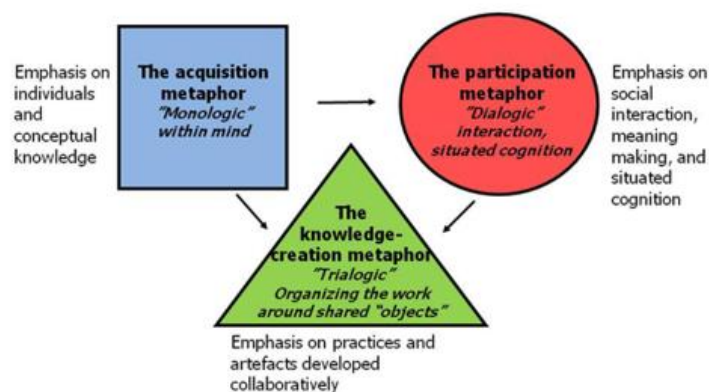 Emphasis on
individuals
and
conceptual
knowledge
The acquisition
metaphor
"Monologic"
within mind
The participation
metaphor
"Dialogic"
interaction,
situated cognition
Emphasis on
social
interaction,
meaning
making, and
situated
cognition
The
knowledge-
creation metaphor
"Trialogic"
Organizing the work
around shared "objects"
Emphasis on practices and
artefacts developed
collaboratively